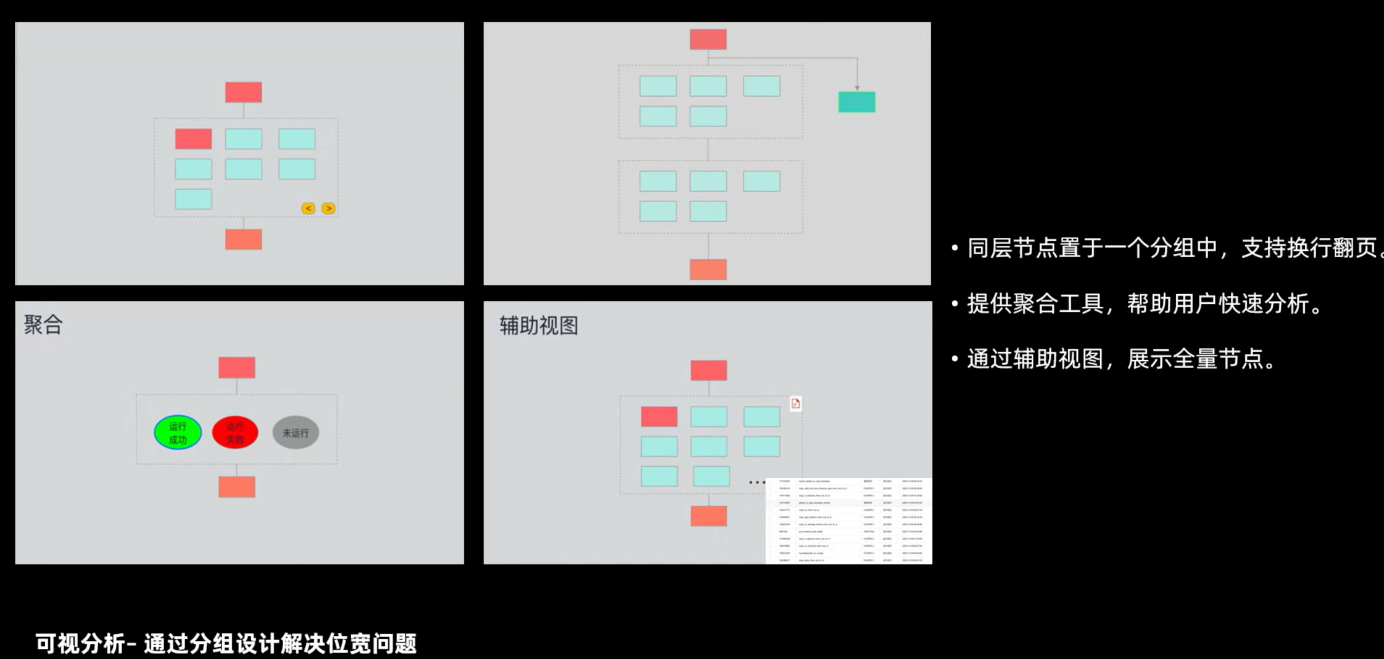 < >
聚合
运行
成功
运行
失败
未运行
辅助视图
...
• 同层节点置于一个分组中，支持换行翻页。
• 提供聚合工具，帮助用户快速分析。
• 通过辅助视图，展示全量节点。
可视分析- 通过分组设计解决位宽问题